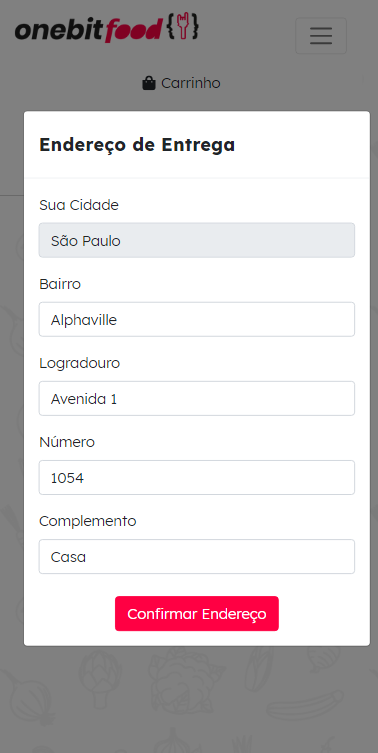 onebitfood
Carrinho
Endereço de Entrega
Sua Cidade
São Paulo
Bairro
Alphaville
Logradouro
Avenida 1
Número
1054
Complemento
Casa
Confirmar Endereço